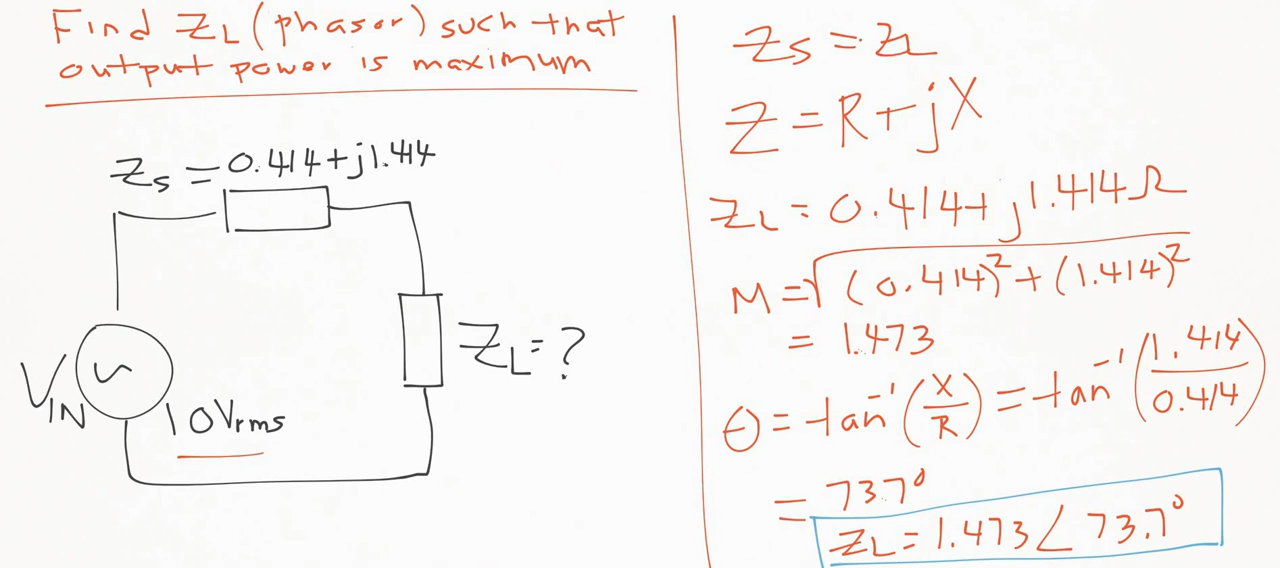 Find ZL (phasor) such that
output power is maximum
Zs = 0.414+j1.414
ZL = ?
VIN
10Vrms
Zs = ZL
Z = R+jX
ZL = 0.414+j1.414Ω
M = √(0.414)²+(1.414)²
= 1.473
θ = tan⁻¹(X/R) = tan⁻¹(1.414/0.414)
= 73.7°
ZL = 1.473∠73.7°